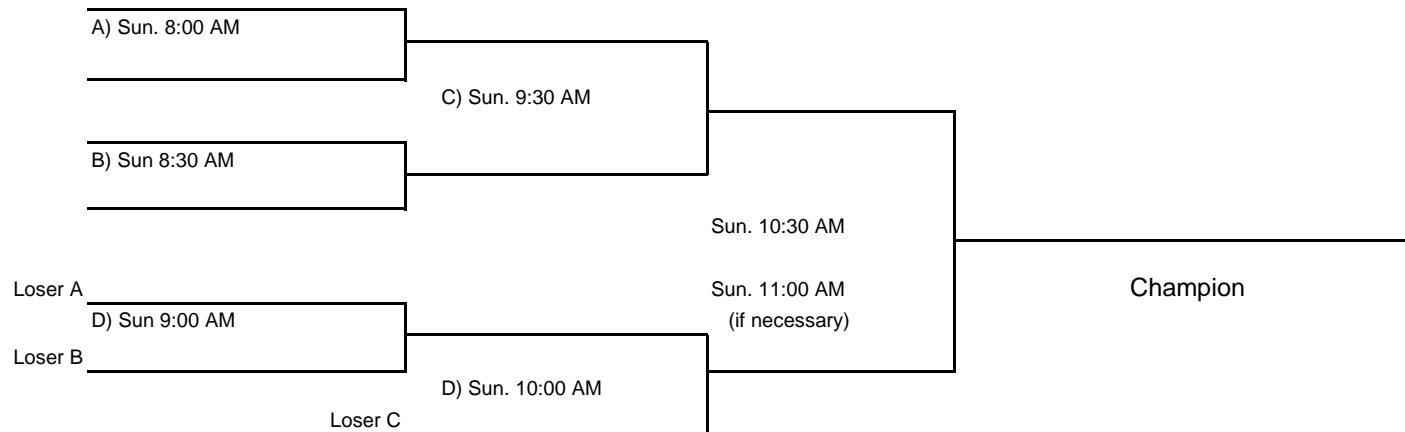 A) Sun. 8:00 AM
C) Sun. 9:30 AM
B) Sun 8:30 AM
Sun. 10:30 AM
Loser A
Sun. 11:00 AM
Champion
D) Sun 9:00 AM
(if necessary)
Loser B
D) Sun. 10:00 AM
Loser C